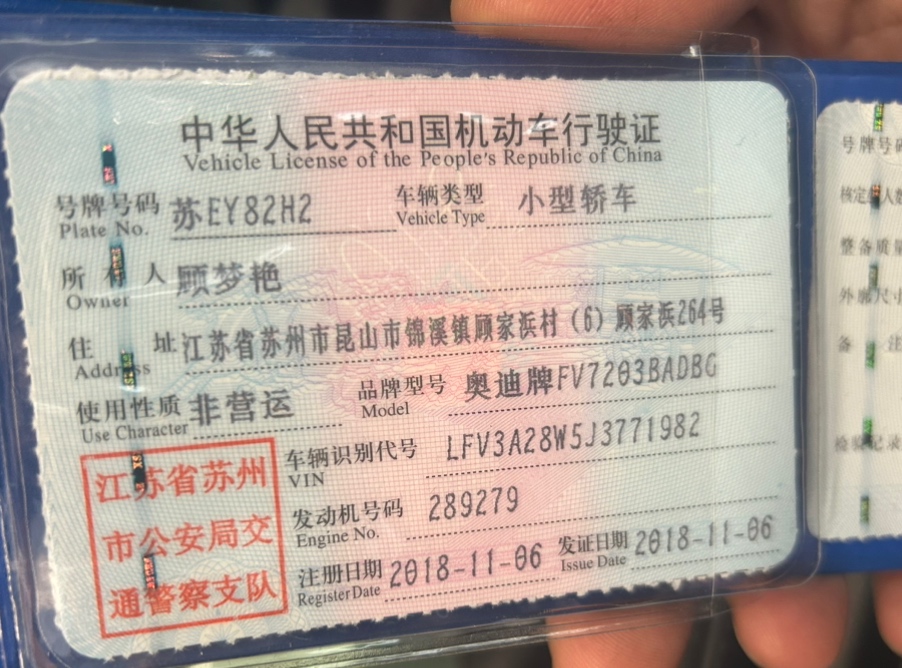 中华人民共和国机动车行驶证
Vehicle License of the People's Republic of China
号牌号码 苏EY82H2 车辆类型 小型轿车
Plate No. Vehicle Type
所有人 顾梦艳
Owner
住址 江苏省苏州市昆山市锦溪镇顾家浜村（6）顾家浜264号
Address
使用性质 非营运 品牌型号 奥迪牌FV7203BADBG
Use Character Model
车辆识别代号 LFV3A28W5J3771982
VIN
发动机号码 289279
Engine No.
注册日期 2018-11-06 发证日期 2018-11-06
Register Date Issue Date
江苏省苏州
市公安局交
通警察支队
号牌号码
核定
整备质量
外廓尺寸
备注
检验记录